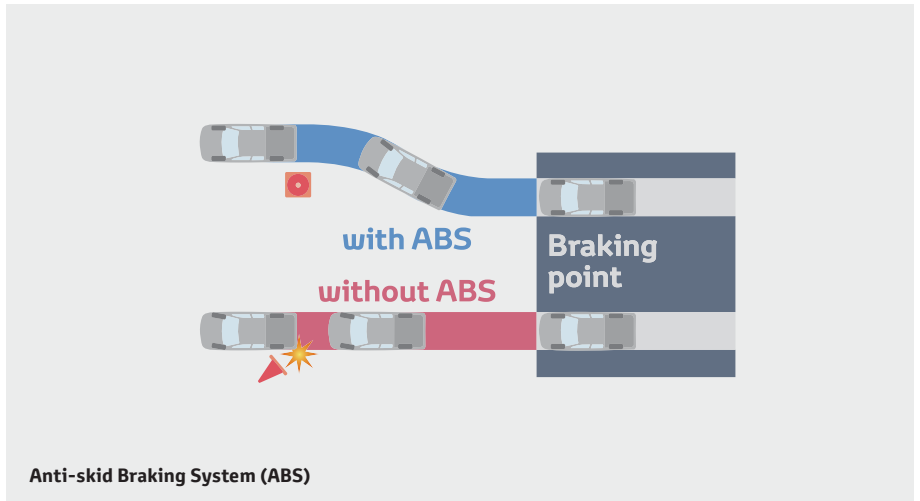 with ABS
Braking
point
without ABS
Anti-skid Braking System (ABS)